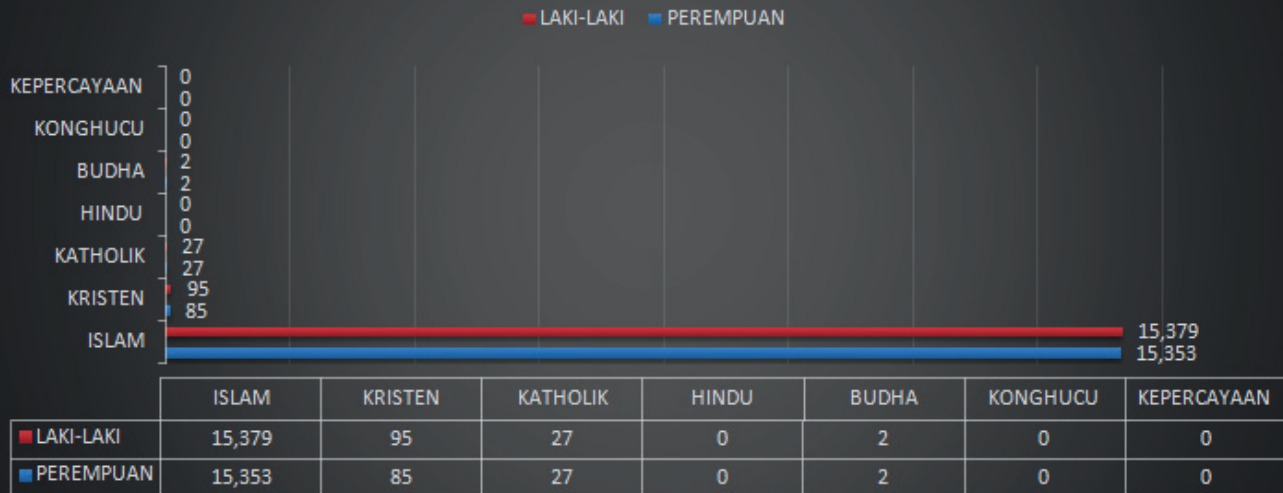 LAKI-LAKI PEREMPUAN
KEPERCAYAAN 0
0
KONGHUCU 0
0
BUDHA 2
2
HINDU 0
0
KATHOLIK 27
27
KRISTEN 95
85
ISLAM 15,379
15,353
ISLAM KRISTEN KATHOLIK HINDU BUDHA KONGHUCU KEPERCAYAAN
LAKI-LAKI 15,379 95 27 0 2 0 0
PEREMPUAN 15,353 85 27 0 2 0 0